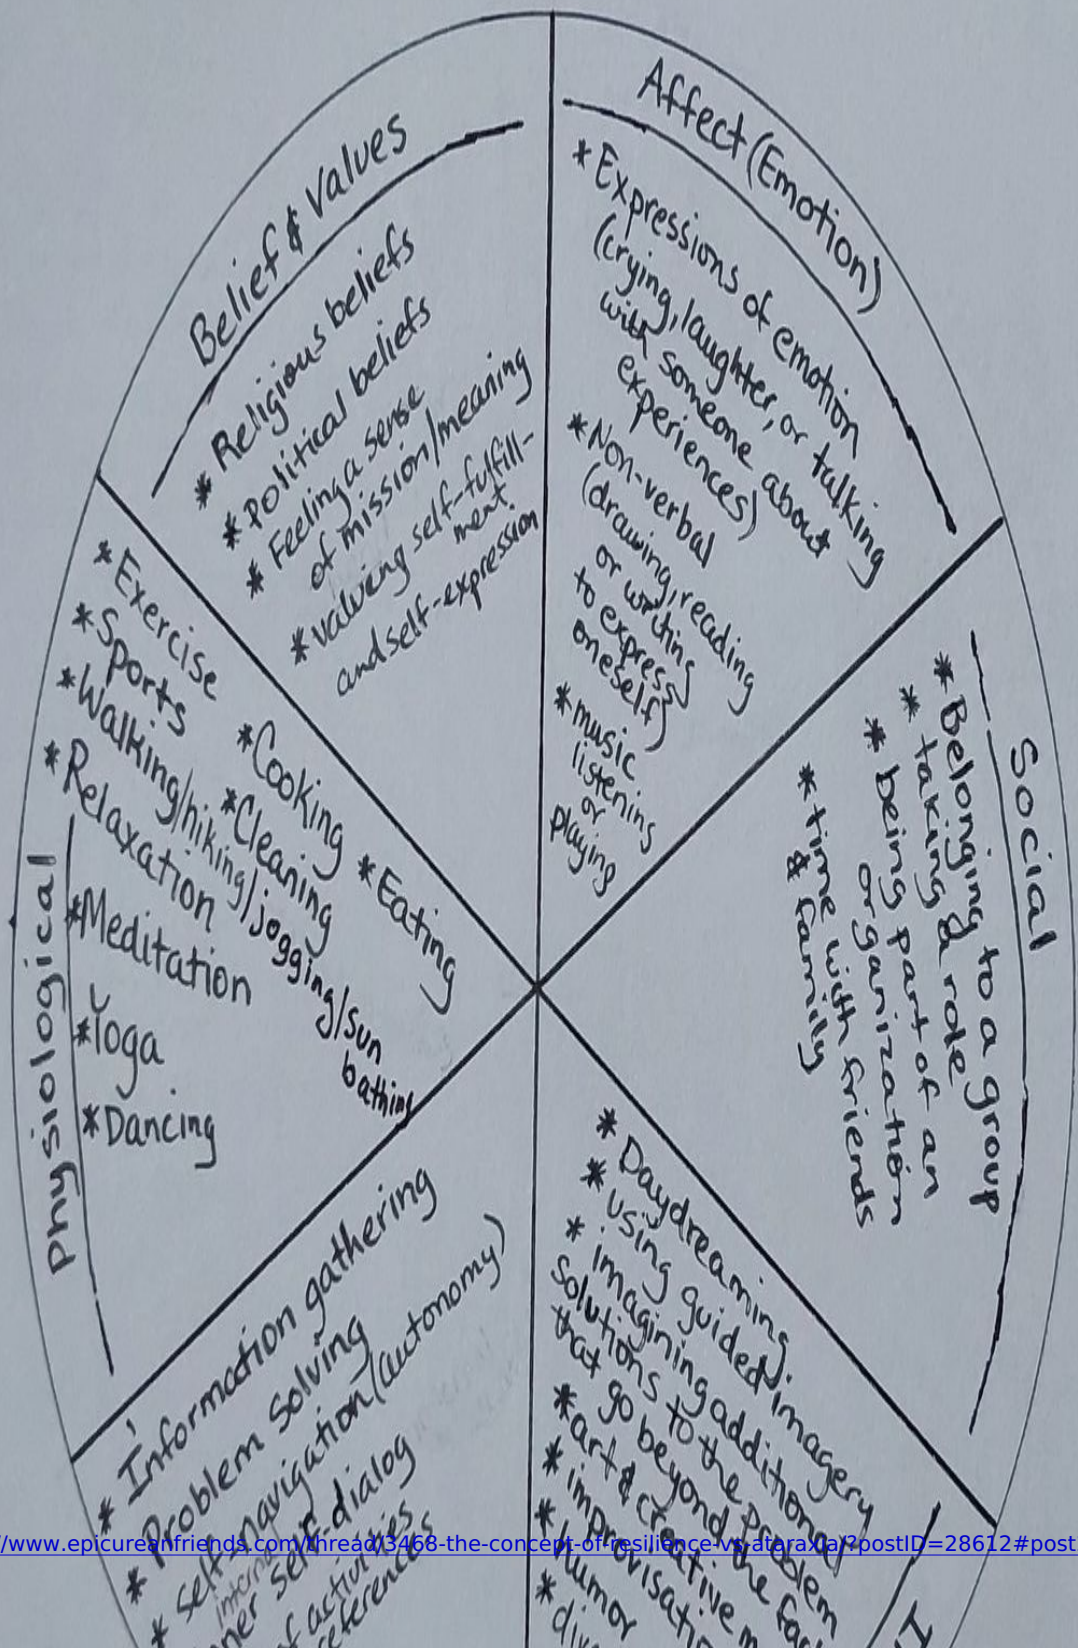 Belief & Values
* Religious beliefs
* Political beliefs
* Feeling a sense
of mission/meaning
* valuing self-fulfill-
ment
and self-expression
Affect (Emotion)
* Expressions of emotion
(crying, laughter, or talking
with someone about
experiences)
* Non-verbal
(drawing, reading
or writing
to express
oneself)
* music
listening
or
playing
Social
* Belonging to a group
* taking a role
* being part of an
organization
* time with friends
& family
Physiological
* Exercise
* Sports
* Walking/hiking/jogging/sun
bathing
* Relaxation
* Cooking
* Cleaning
* Eating
* Meditation
* Yoga
* Dancing
* Information gathering
* Problem Solving
* self-navigation (autonomy)
self-dialog
of activities
* Daydreaming
* using guided imagery
* imagining additional
solutions to the problem
that go beyond the
* art & creative
* improvisation
* humor
//www.epicureanfriends.com/thread/3468-the-concept-of-resilience-vs-ataraxia/?postID=28612#post